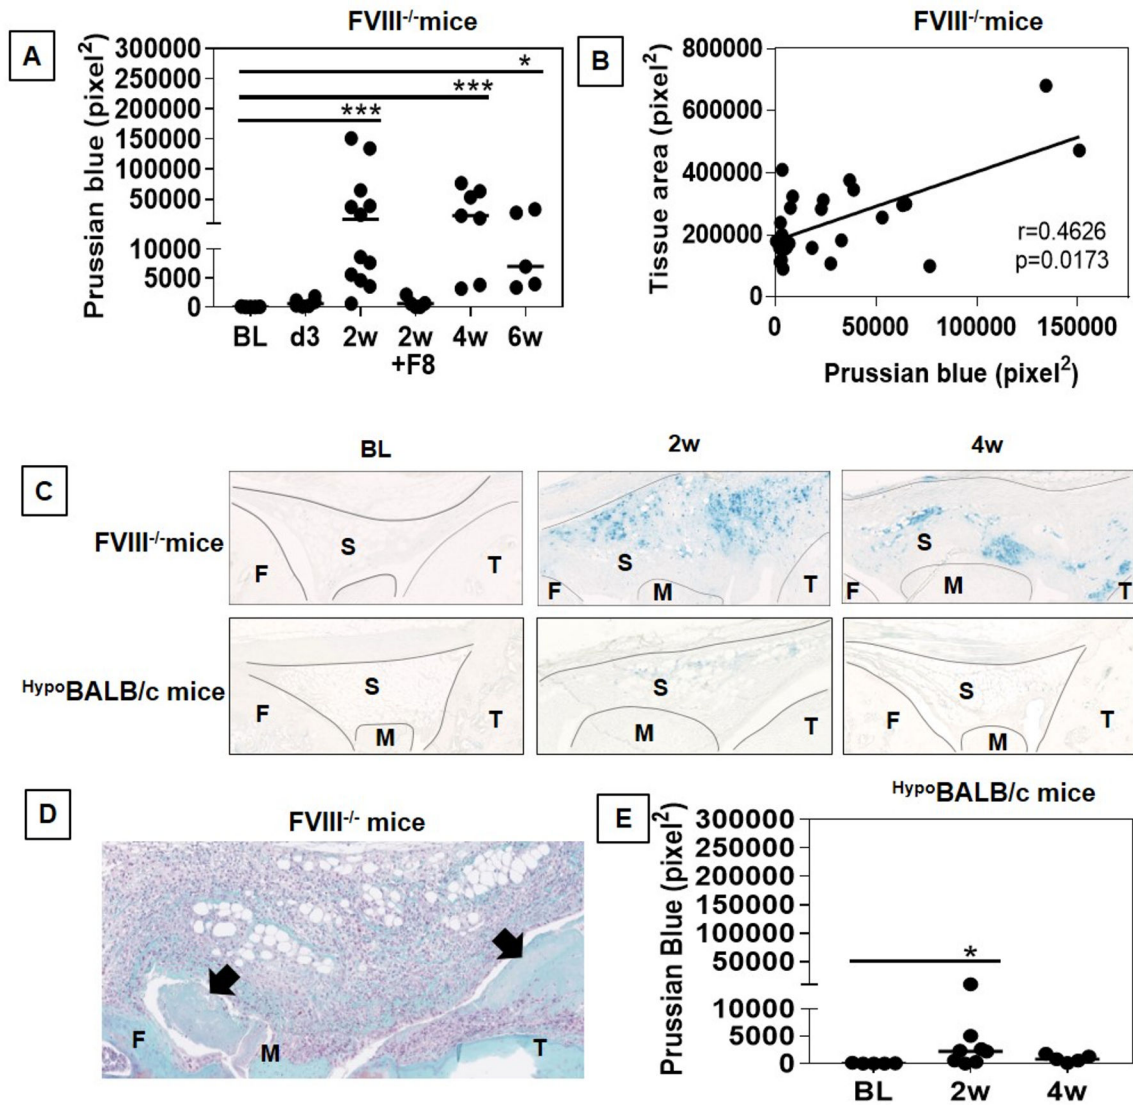 A
FVIII-/-mice
Prussian blue (pixel2)
300000
250000
200000
150000
100000
50000
10000
5000
0
*
***
***
BL d3 2w 2w 4w 6w
+F8
B
FVIII-/-mice
Tissue area (pixel2)
800000
600000
400000
200000
0
r=0.4626
p=0.0173
0 50000 100000 150000
Prussian blue (pixel2)
C
BL 2w 4w
FVIII-/-mice
F S T
F S M T
F S M T
HypoBALB/c mice
F S M T
S M T
F S M T
D
FVIII-/- mice
F M T
E
HypoBALB/c mice
Prussian Blue (pixel2)
300000
250000
200000
150000
100000
50000
10000
5000
0
*
BL 2w 4w